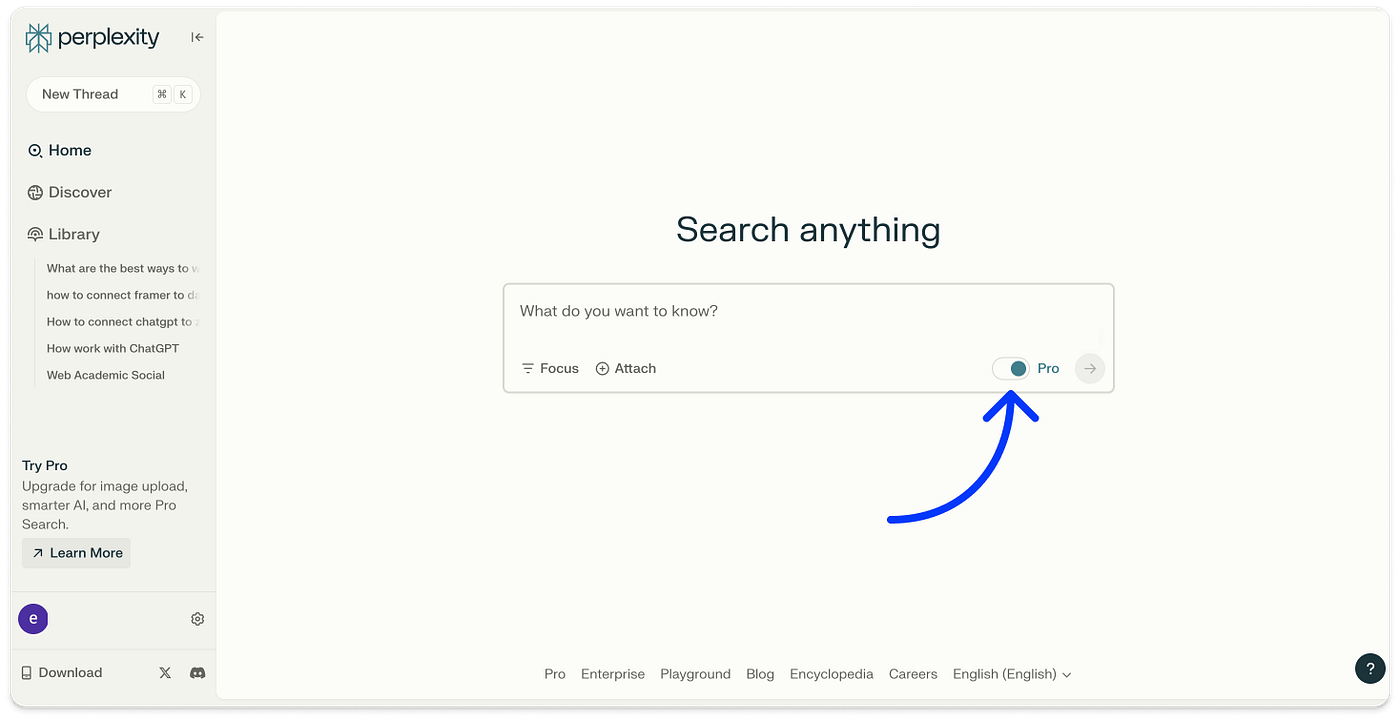 perplexity
New Thread ⌘ K
Home
Discover
Library
What are the best ways to
how to connect framer to
How to connect chatgpt to
How work with ChatGPT
Web Academic Social
Try Pro
Upgrade for image upload,
smarter AI, and more Pro
Search.
Learn More
e
Download
Search anything
What do you want to know?
Focus Attach Pro
Pro Enterprise Playground Blog Encyclopedia Careers English (English)
?